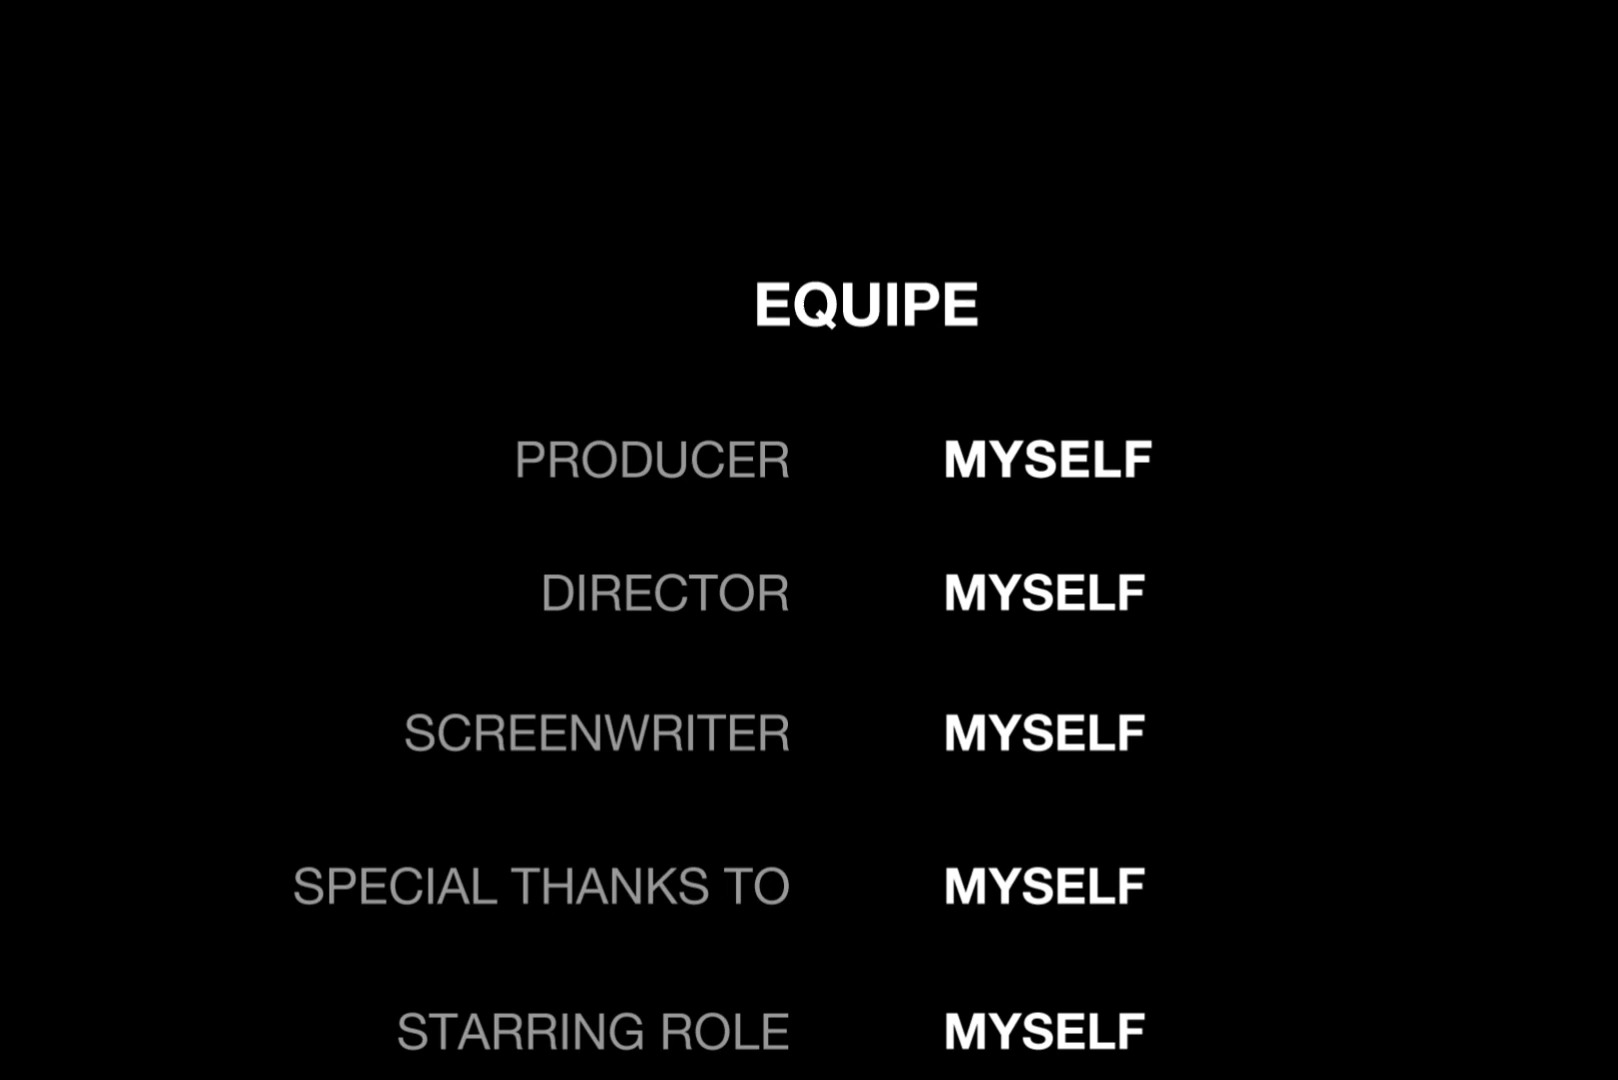 EQUIPE
PRODUCER MYSELF
DIRECTOR MYSELF
SCREENWRITER MYSELF
SPECIAL THANKS TO MYSELF
STARRING ROLE MYSELF